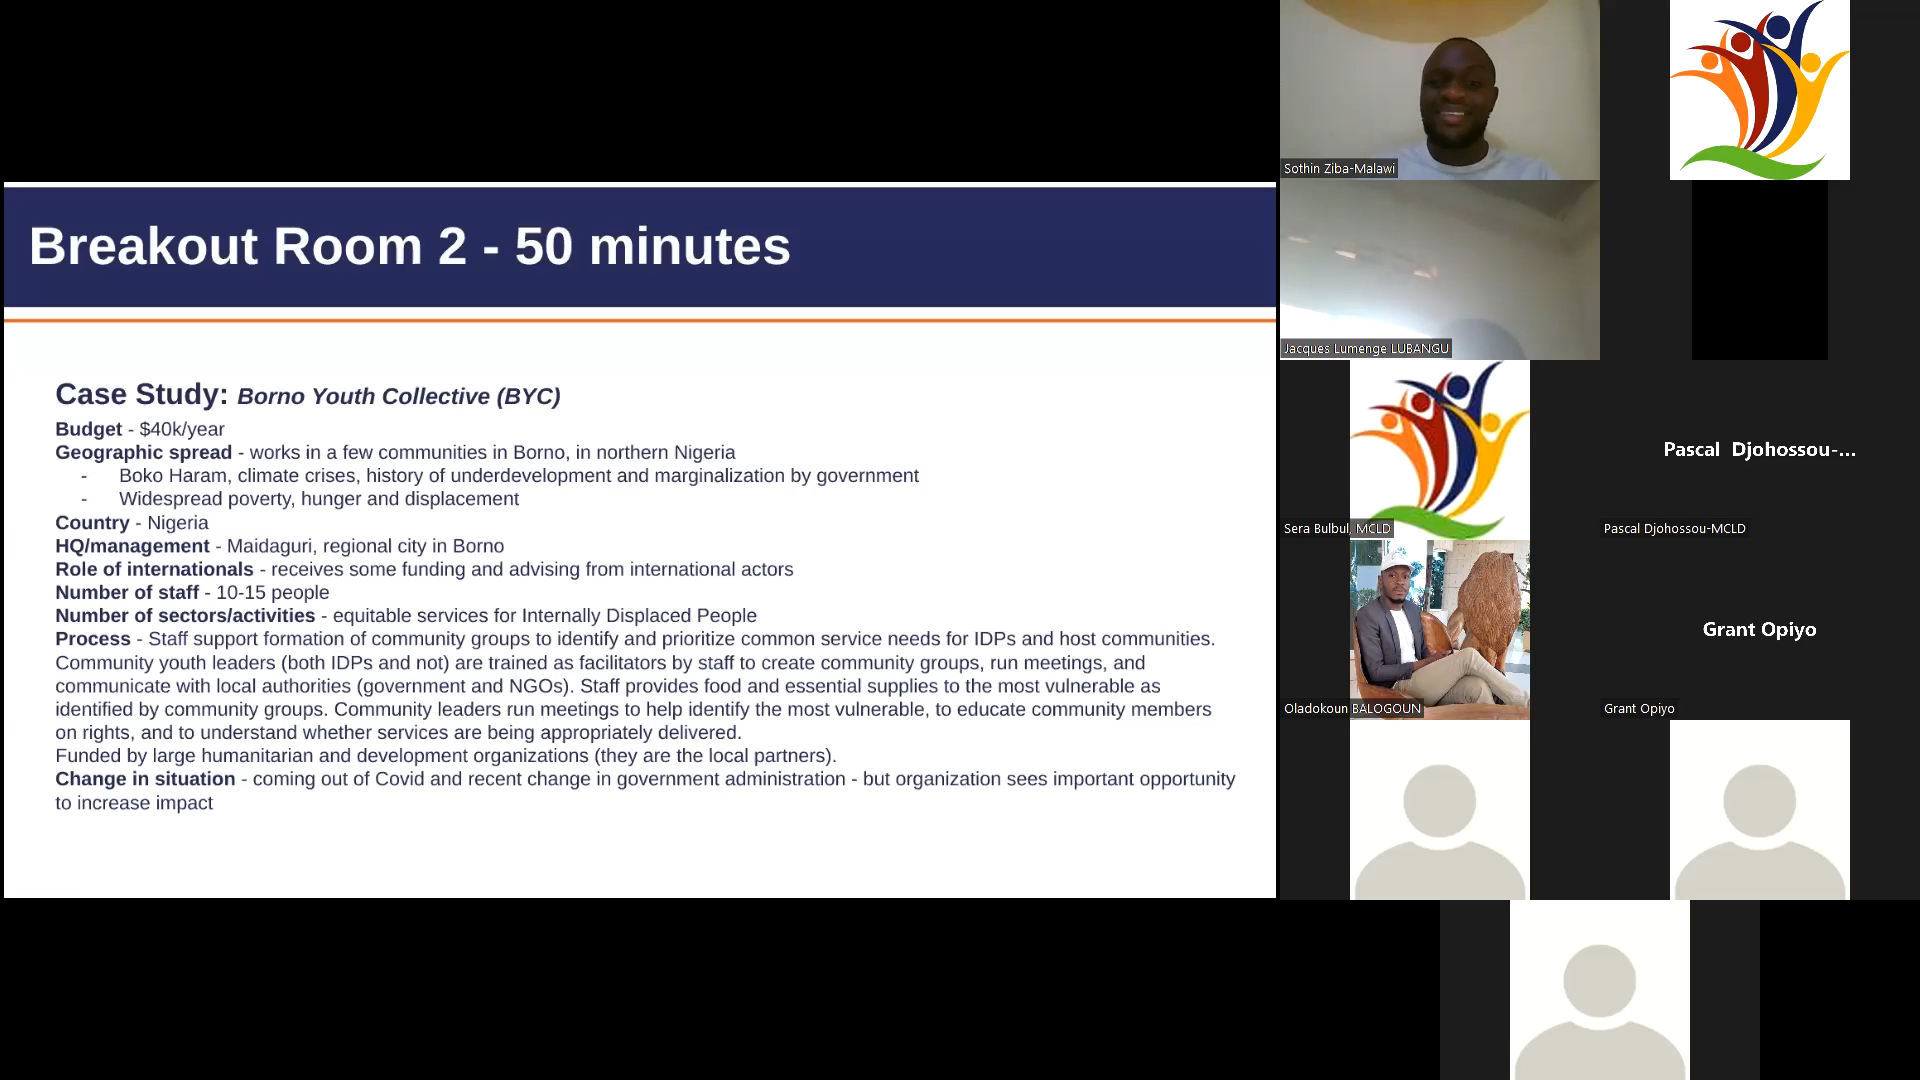 Breakout Room 2 - 50 minutes
Case Study: Borno Youth Collective (BYC)
Budget - $40k/year
Geographic spread - works in a few communities in Borno, in northern Nigeria
- Boko Haram, climate crises, history of underdevelopment and marginalization by government
- Widespread poverty, hunger and displacement
Country - Nigeria
HQ/management - Maidaguri, regional city in Borno
Role of internationals - receives some funding and advising from international actors
Number of staff - 10-15 people
Number of sectors/activities - equitable services for Internally Displaced People
Process - Staff support formation of community groups to identify and prioritize common service needs for IDPs and host communities.
Community youth leaders (both IDPs and not) are trained as facilitators by staff to create community groups, run meetings, and
communicate with local authorities (government and NGOs). Staff provides food and essential supplies to the most vulnerable as
identified by community groups. Community leaders run meetings to help identify the most vulnerable, to educate community members
on rights, and to understand whether services are being appropriately delivered.
Funded by large humanitarian and development organizations (they are the local partners).
Change in situation - coming out of Covid and recent change in government administration - but organization sees important opportunity
to increase impact
Sothin Ziba-Malawi
Jacques Lumenge LUBANGU
Sera Bulbul, MCLD
Pascal Djohossou-...
Pascal Djohossou-MCLD
Oladokoun BALOGOUN
Grant Opiyo
Grant Opiyo